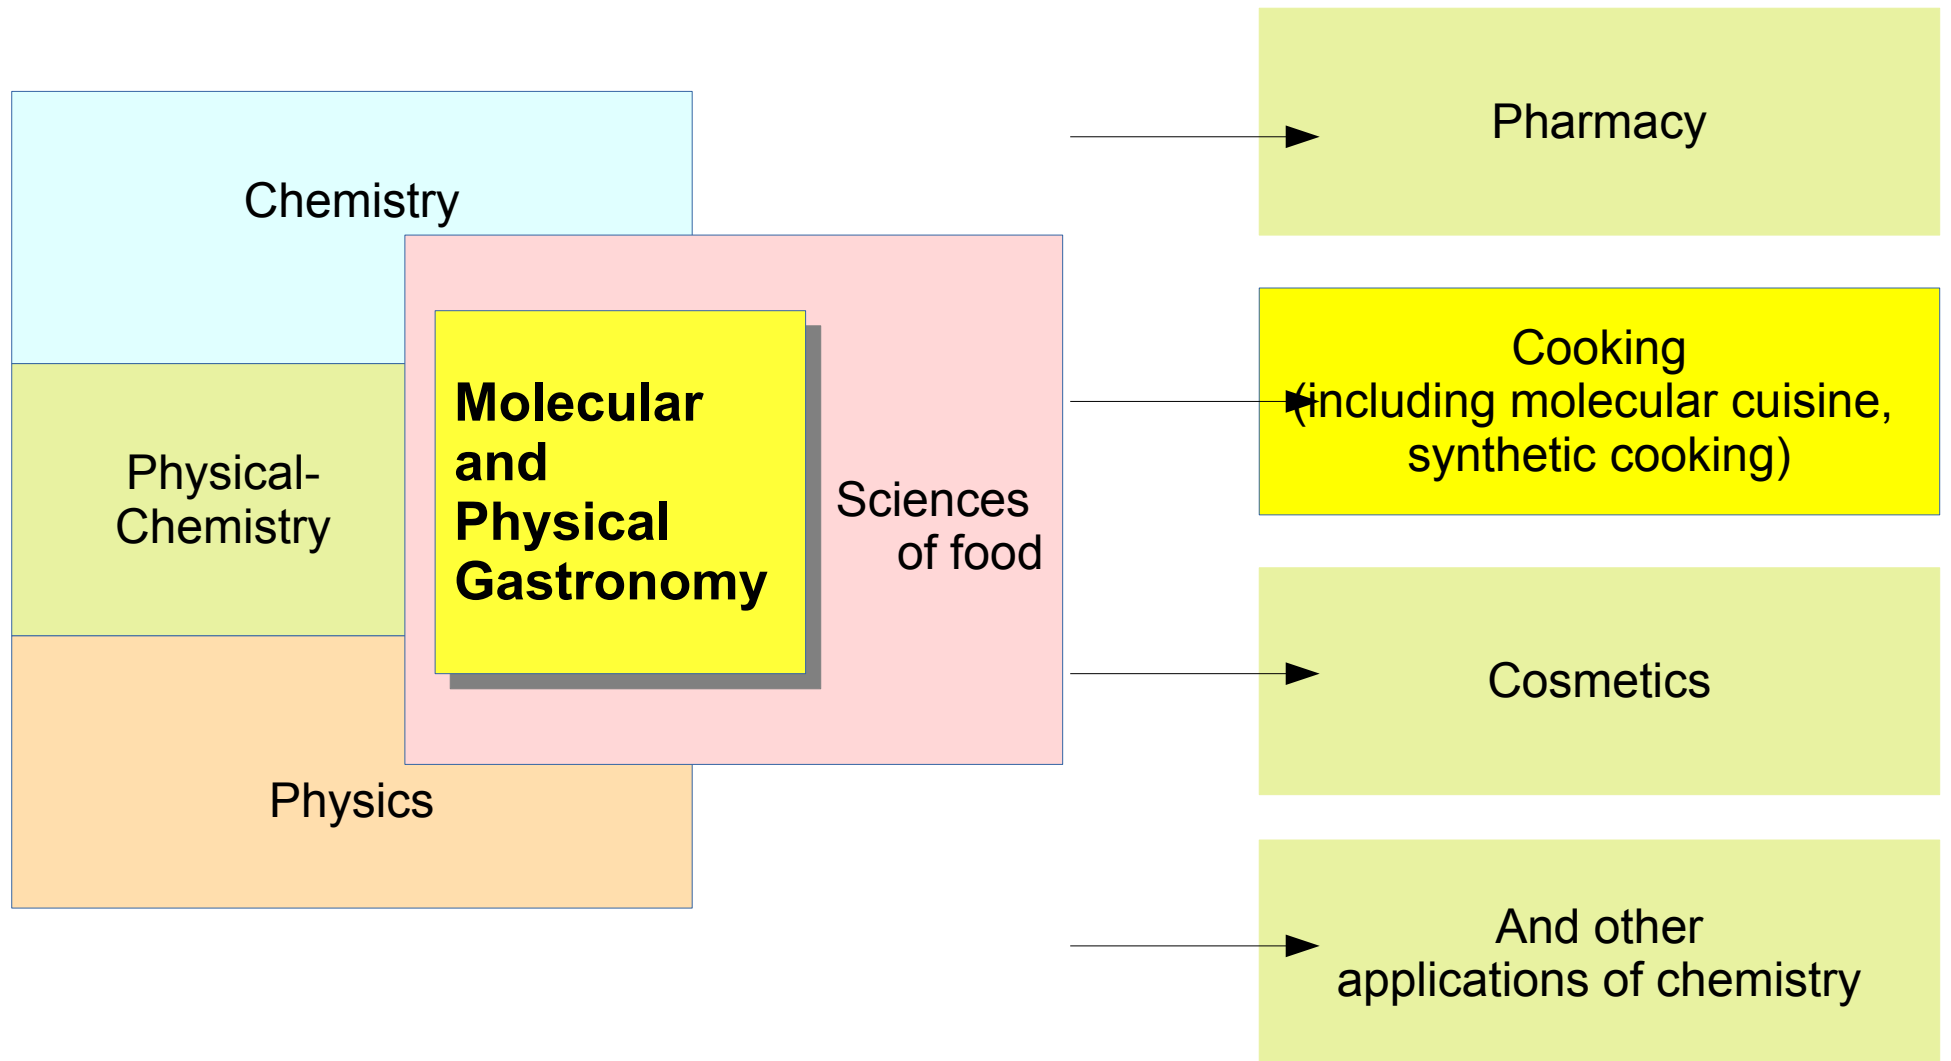 Chemistry
Physical-
Chemistry
Physics
Molecular
and
Physical
Gastronomy
Sciences
of food
Pharmacy
Cooking
(including molecular cuisine,
synthetic cooking)
Cosmetics
And other
applications of chemistry